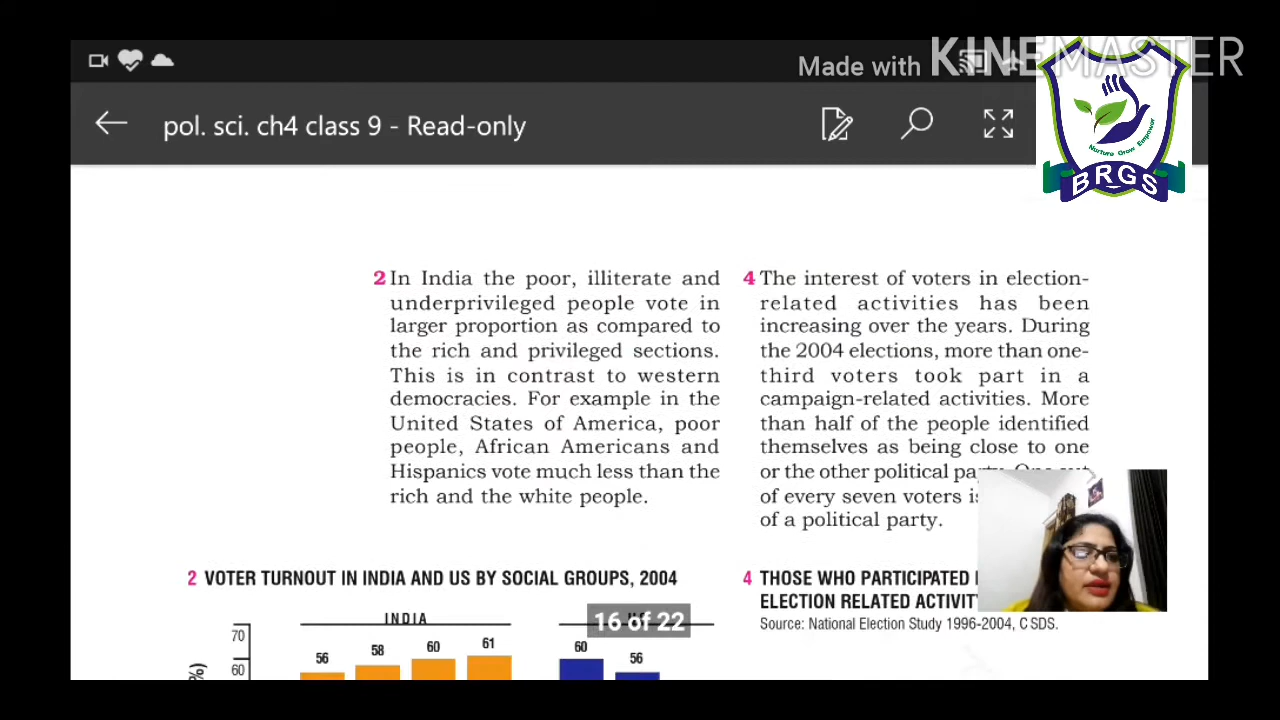 Made with KINEMASTER
pol. sci. ch4 class 9 - Read-only
Nurture Grow Empower
BRGS
2 In India the poor, illiterate and
underprivileged people vote in
larger proportion as compared to
the rich and privileged sections.
This is in contrast to western
democracies. For example in the
United States of America, poor
people, African Americans and
Hispanics vote much less than the
rich and the white people.
4 The interest of voters in election-
related activities has been
increasing over the years. During
the 2004 elections, more than one-
third voters took part in a
campaign-related activities. More
than half of the people identified
themselves as being close to one
or the other political party. One out
of every seven voters is
of a political party.
2 VOTER TURNOUT IN INDIA AND US BY SOCIAL GROUPS, 2004
INDIA
16 of 22
70
60
56 58 60 61
60 56
4 THOSE WHO PARTICIPATED
ELECTION RELATED ACTIVIT
Source: National Election Study 1996-2004, CSDS.